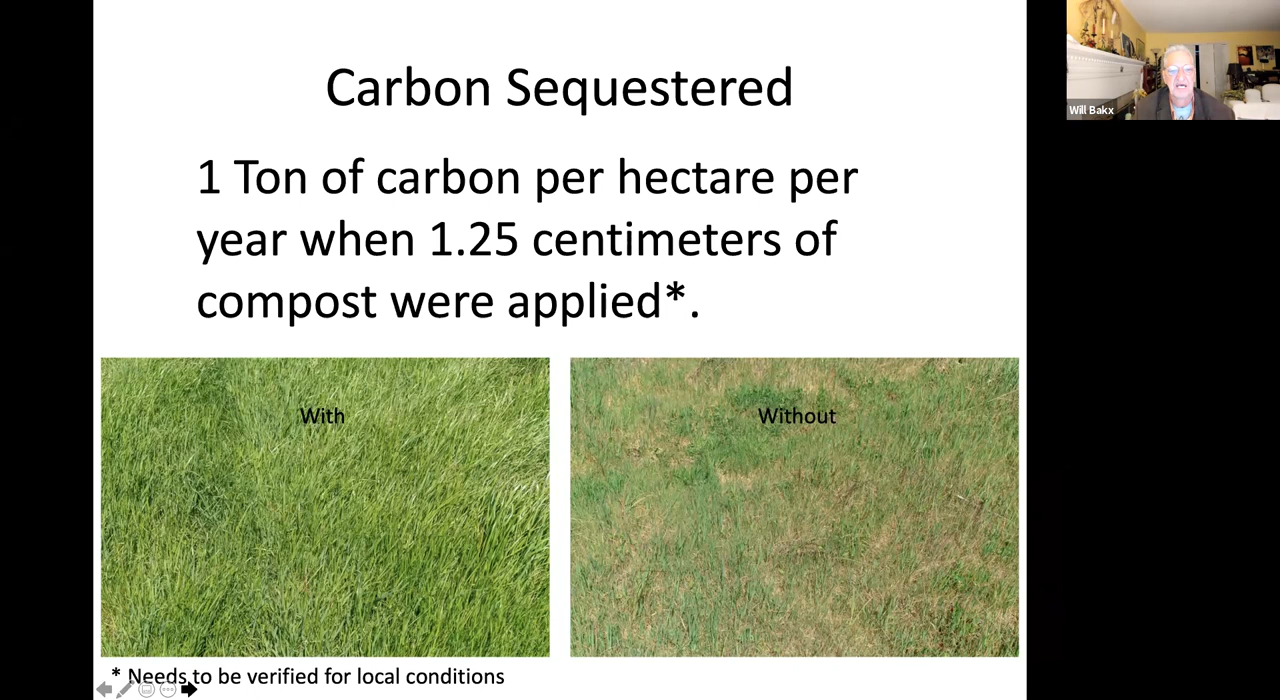 Carbon Sequestered
1 Ton of carbon per hectare per
year when 1.25 centimeters of
compost were applied*.
With
Without
* Needs to be verified for local conditions
Will Bakx